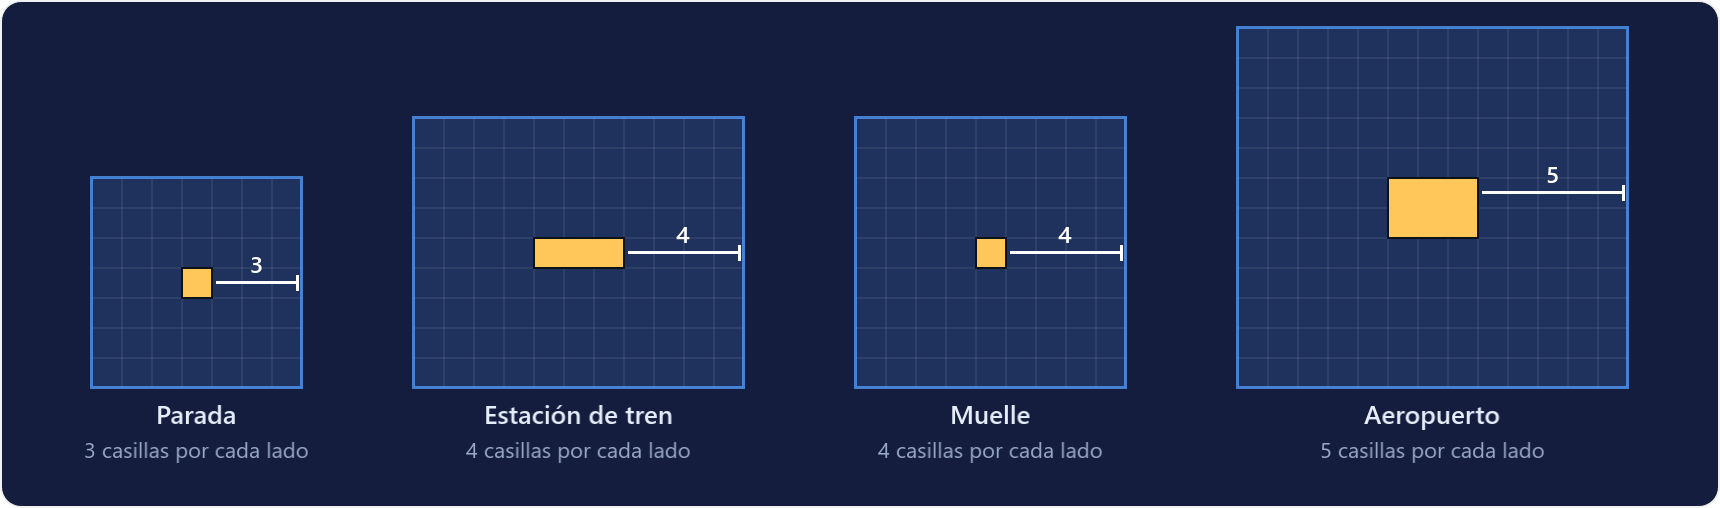 3
4
4
5
Parada
Estación de tren
Muelle
Aeropuerto
3 casillas por cada lado
4 casillas por cada lado
4 casillas por cada lado
5 casillas por cada lado